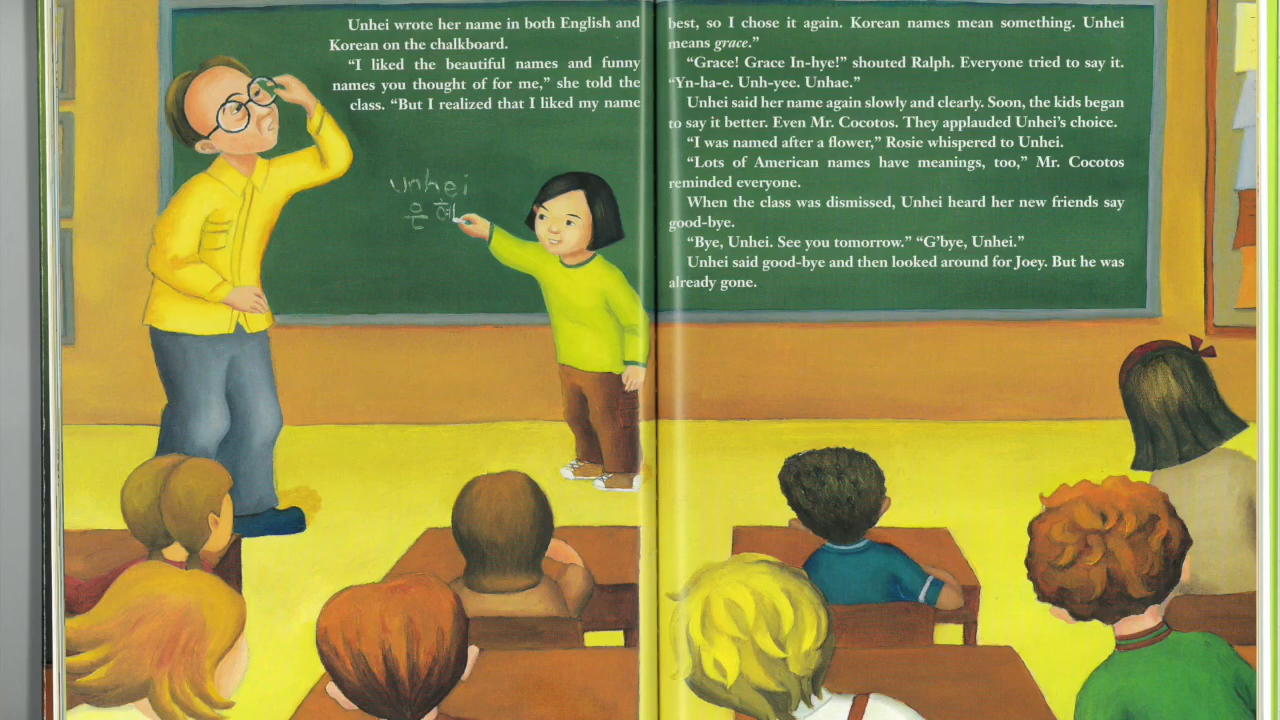 Unhei wrote her name in both English and
Korean on the chalkboard.
“I liked the beautiful names and funny
names you thought of for me,” she told the
class. “But I realized that I liked my name
Unhei
은혜
best, so I chose it again. Korean names mean something. Unhei
means grace.”
“Grace! Grace In-hye!” shouted Ralph. Everyone tried to say it.
“Yn-ha-e. Unh-yee. Unhae.”
Unhei said her name again slowly and clearly. Soon, the kids began
to say it better. Even Mr. Cocotos. They applauded Unhei’s choice.
“I was named after a flower,” Rosie whispered to Unhei.
“Lots of American names have meanings, too,” Mr. Cocotos
reminded everyone.
When the class was dismissed, Unhei heard her new friends say
good-bye.
“Bye, Unhei. See you tomorrow.” “G’bye, Unhei.”
Unhei said good-bye and then looked around for Joey. But he was
already gone.